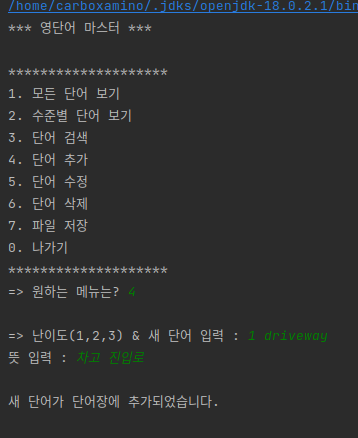 /home/carboxamino/.jdks/openjdk-18.0.2.1/bin
*** 영단어 마스터 ***
********************
1. 모든 단어 보기
2. 수준별 단어 보기
3. 단어 검색
4. 단어 추가
5. 단어 수정
6. 단어 삭제
7. 파일 저장
0. 나가기
********************
=> 원하는 메뉴는? 4
=> 난이도(1,2,3) & 새 단어 입력 : 1 driveway
뜻 입력 : 차고 진입로
새 단어가 단어장에 추가되었습니다.